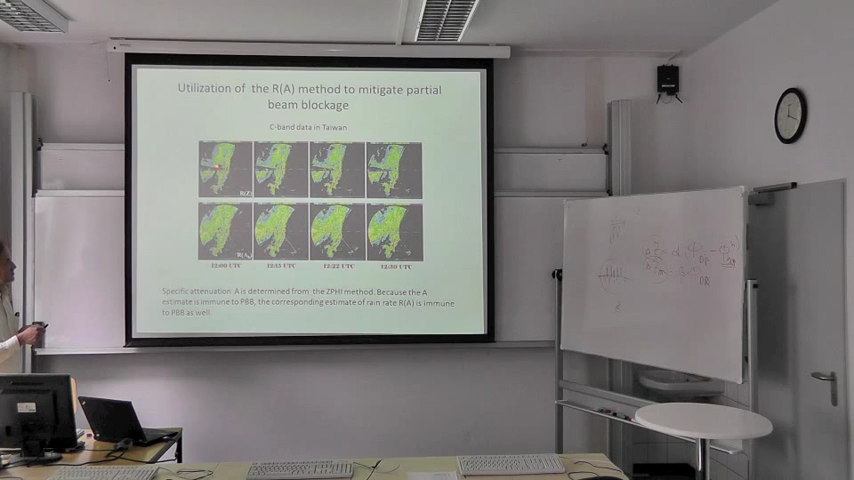 Utilization of the R(A) method to mitigate partial
beam blockage
C-band data in Taiwan
R(Z)
12:00 UTC 12:15 UTC 12:22 UTC 12:30 UTC
Specific attenuation A is determined from the ZPHI method. Because the A
estimate is immune to PBB, the corresponding estimate of rain rate R(A) is immune
to PBB as well.